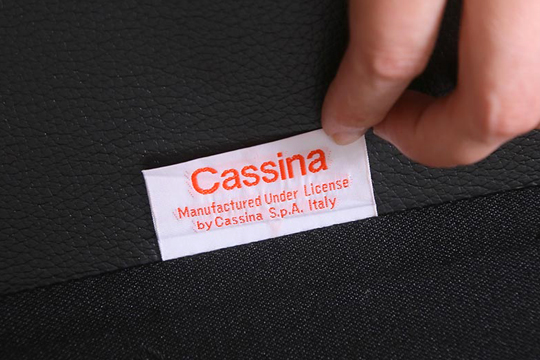 Cassina
Manufactured Under License
by Cassina S.p.A. Italy